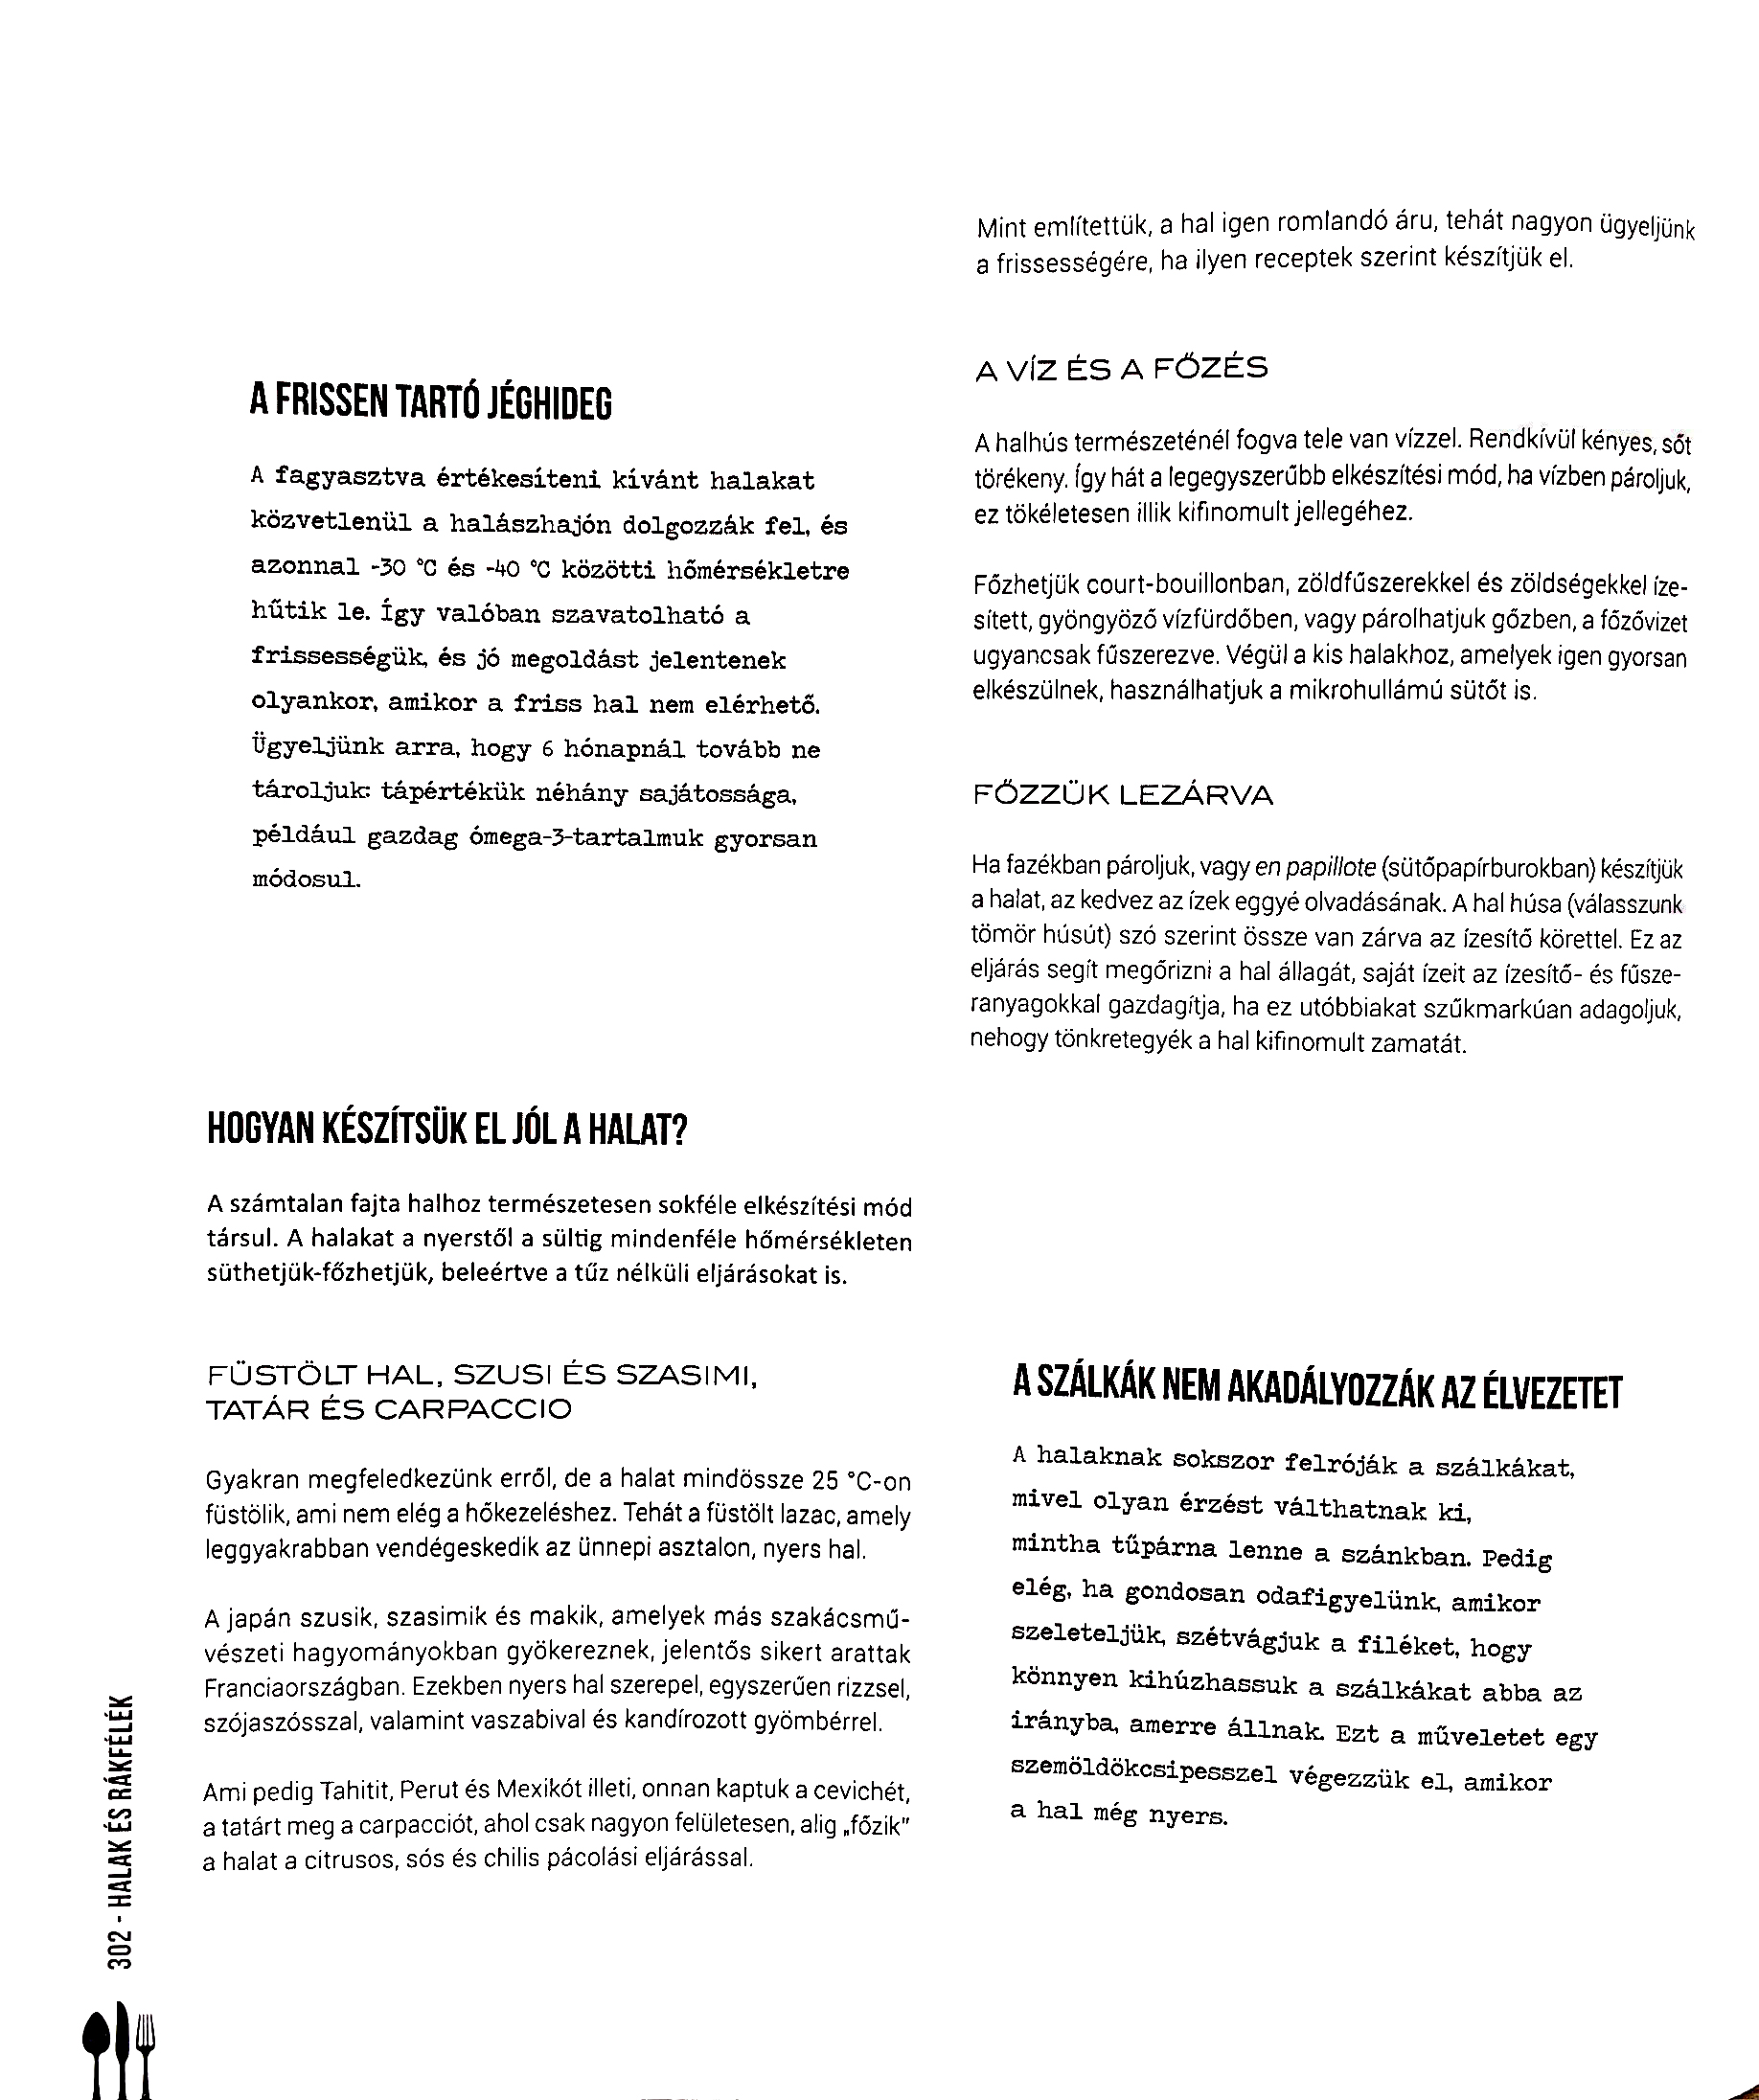 A FRISSEN TARTÓ JÉGHIDEG
A fagyasztva értékesíteni kívánt halakat
közvetlenül a halászhajón dolgozzák fel, és
azonnal -30 °C és -40 °C közötti hőmérsékletre
hűtik le. Így valóban szavatolható a
frissességük, és jó megoldást jelentenek
olyankor, amikor a friss hal nem elérhető.
Ügyeljünk arra, hogy 6 hónapnál tovább ne
tároljuk: tápértékük néhány sajátossága,
például gazdag ómega-3-tartalmuk gyorsan
módosul.
HOGYAN KÉSZÍTSÜK EL JÓL A HALAT?
A számtalan fajta halhoz természetesen sokféle elkészítési mód
társul. A halakat a nyerstől a sültig mindenféle hőmérsékleten
süthetjük-főzhetjük, beleértve a tűz nélküli eljárásokat is.
FÜSTÖLT HAL, SZUSI ÉS SZASIMI,
TATÁR ÉS CARPACCIO
Gyakran megfeledkezünk erről, de a halat mindössze 25 °C-on
füstölik, ami nem elég a hőkezeléshez. Tehát a füstölt lazac, amely
leggyakrabban vendégeskedik az ünnepi asztalon, nyers hal.
A japán szusik, szasimik és makik, amelyek más szakácsmű-
vészeti hagyományokban gyökereznek, jelentős sikert arattak
Franciaországban. Ezekben nyers hal szerepel, egyszerűen rizzsel,
szójaszósszal, valamint vaszabival és kandírozott gyömbérrel.
Ami pedig Tahitit, Perut és Mexikót illeti, onnan kaptuk a cevichét,
a tatárt meg a carpacciót, ahol csak nagyon felületesen, alig „főzik"
a halat a citrusos, sós és chilis pácolási eljárással.
Mint említettük, a hal igen romlandó áru, tehát nagyon ügyeljünk
a frissességére, ha ilyen receptek szerint készítjük el.
A VÍZ ÉS A FŐZÉS
A halhús természeténél fogva tele van vízzel. Rendkívül kényes, sőt
törékeny. Így hát a legegyszerűbb elkészítési mód, ha vízben pároljuk,
ez tökéletesen illik kifinomult jellegéhez.
Főzhetjük court-bouillonban, zöldfűszerekkel és zöldségekkel íze-
sített, gyöngyöző vízfürdőben, vagy párolhatjuk gőzben, a főzővizet
ugyancsak fűszerezve. Végül a kis halakhoz, amelyek igen gyorsan
elkészülnek, használhatjuk a mikrohullámú sütőt is.
FŐZZÜK LEZÁRVA
Ha fazékban pároljuk, vagy en papillote (sütőpapírburokban) készítjük
a halat, az kedvez az ízek eggyé olvadásának. A hal húsa (válasszunk
tömör húsút) szó szerint össze van zárva az ízesítő körettel. Ez az
eljárás segít megőrizni a hal állagát, saját ízeit az ízesítő- és fűsze-
ranyagokkal gazdagítja, ha ez utóbbiakat szűkmarkúan adagoljuk,
nehogy tönkretegyék a hal kifinomult zamatát.
A SZÁLKÁK NEM AKADÁLYOZZÁK AZ ÉLVEZETET
A halaknak sokszor felróják a szálkákat,
mivel olyan érzést válthatnak ki,
mintha tűpárna lenne a szánkban. Pedig
elég, ha gondosan odafigyelünk, amikor
szeleteljük, szétvágjuk a filéket, hogy
könnyen kihúzhassuk a szálkákat abba az
irányba, amerre állnak. Ezt a műveletet egy
szemöldökcsipesszel végezzük el, amikor
a hal még nyers.
302 - HALAK ÉS RÁKFÉLÉK